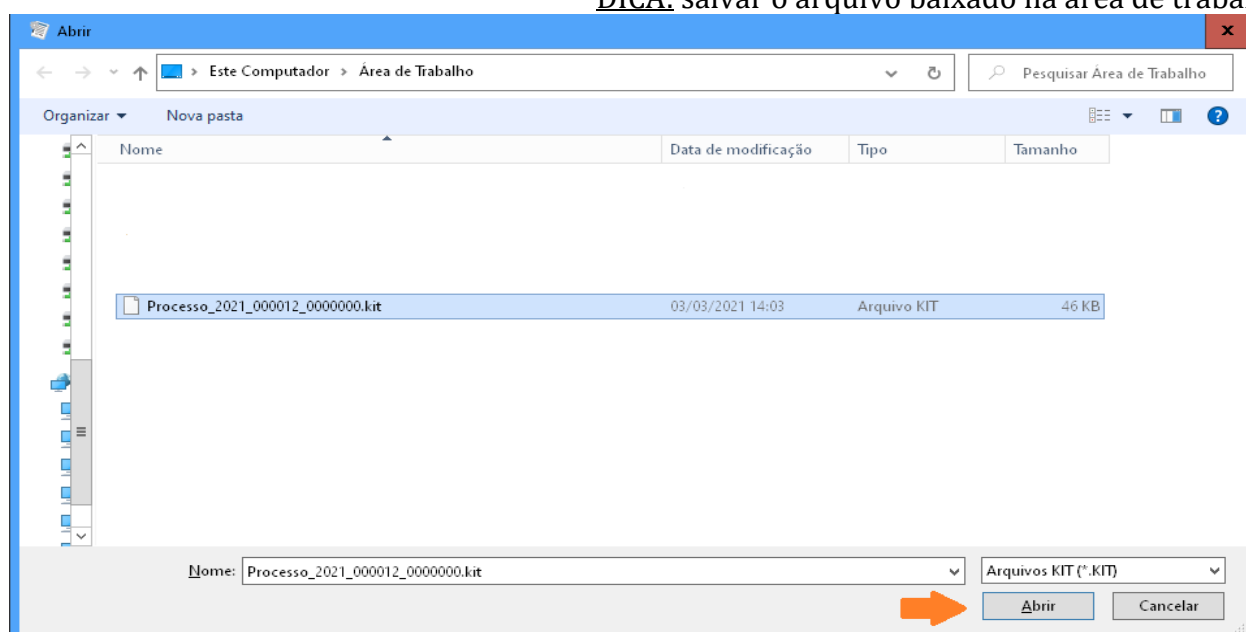 DICA: salvar o arquivo baixado na área de trabal
Abrir
Este Computador > Área de Trabalho
Pesquisar Área de Trabalho
Organizar Nova pasta
Nome Data de modificação Tipo Tamanho
Processo_2021_000012_0000000.kit 03/03/2021 14:03 Arquivo KIT 46 KB
Nome: Processo_2021_000012_0000000.kit Arquivos KIT (*.KIT)
Abrir Cancelar